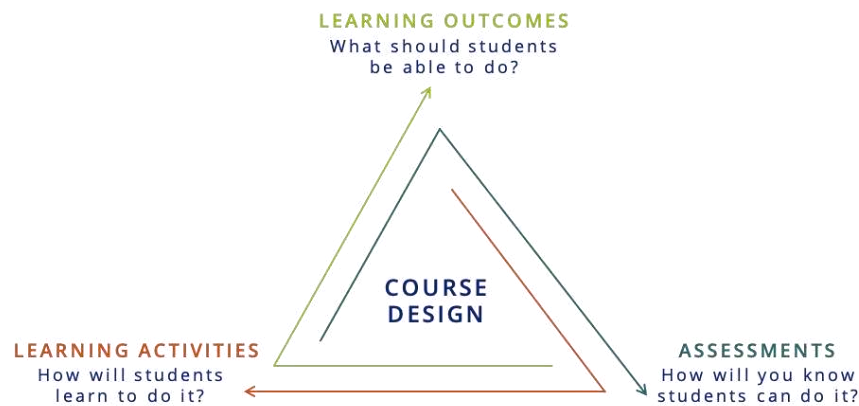 LEARNING OUTCOMES
What should students
be able to do?
COURSE
DESIGN
LEARNING ACTIVITIES
How will students
learn to do it?
ASSESSMENTS
How will you know
students can do it?